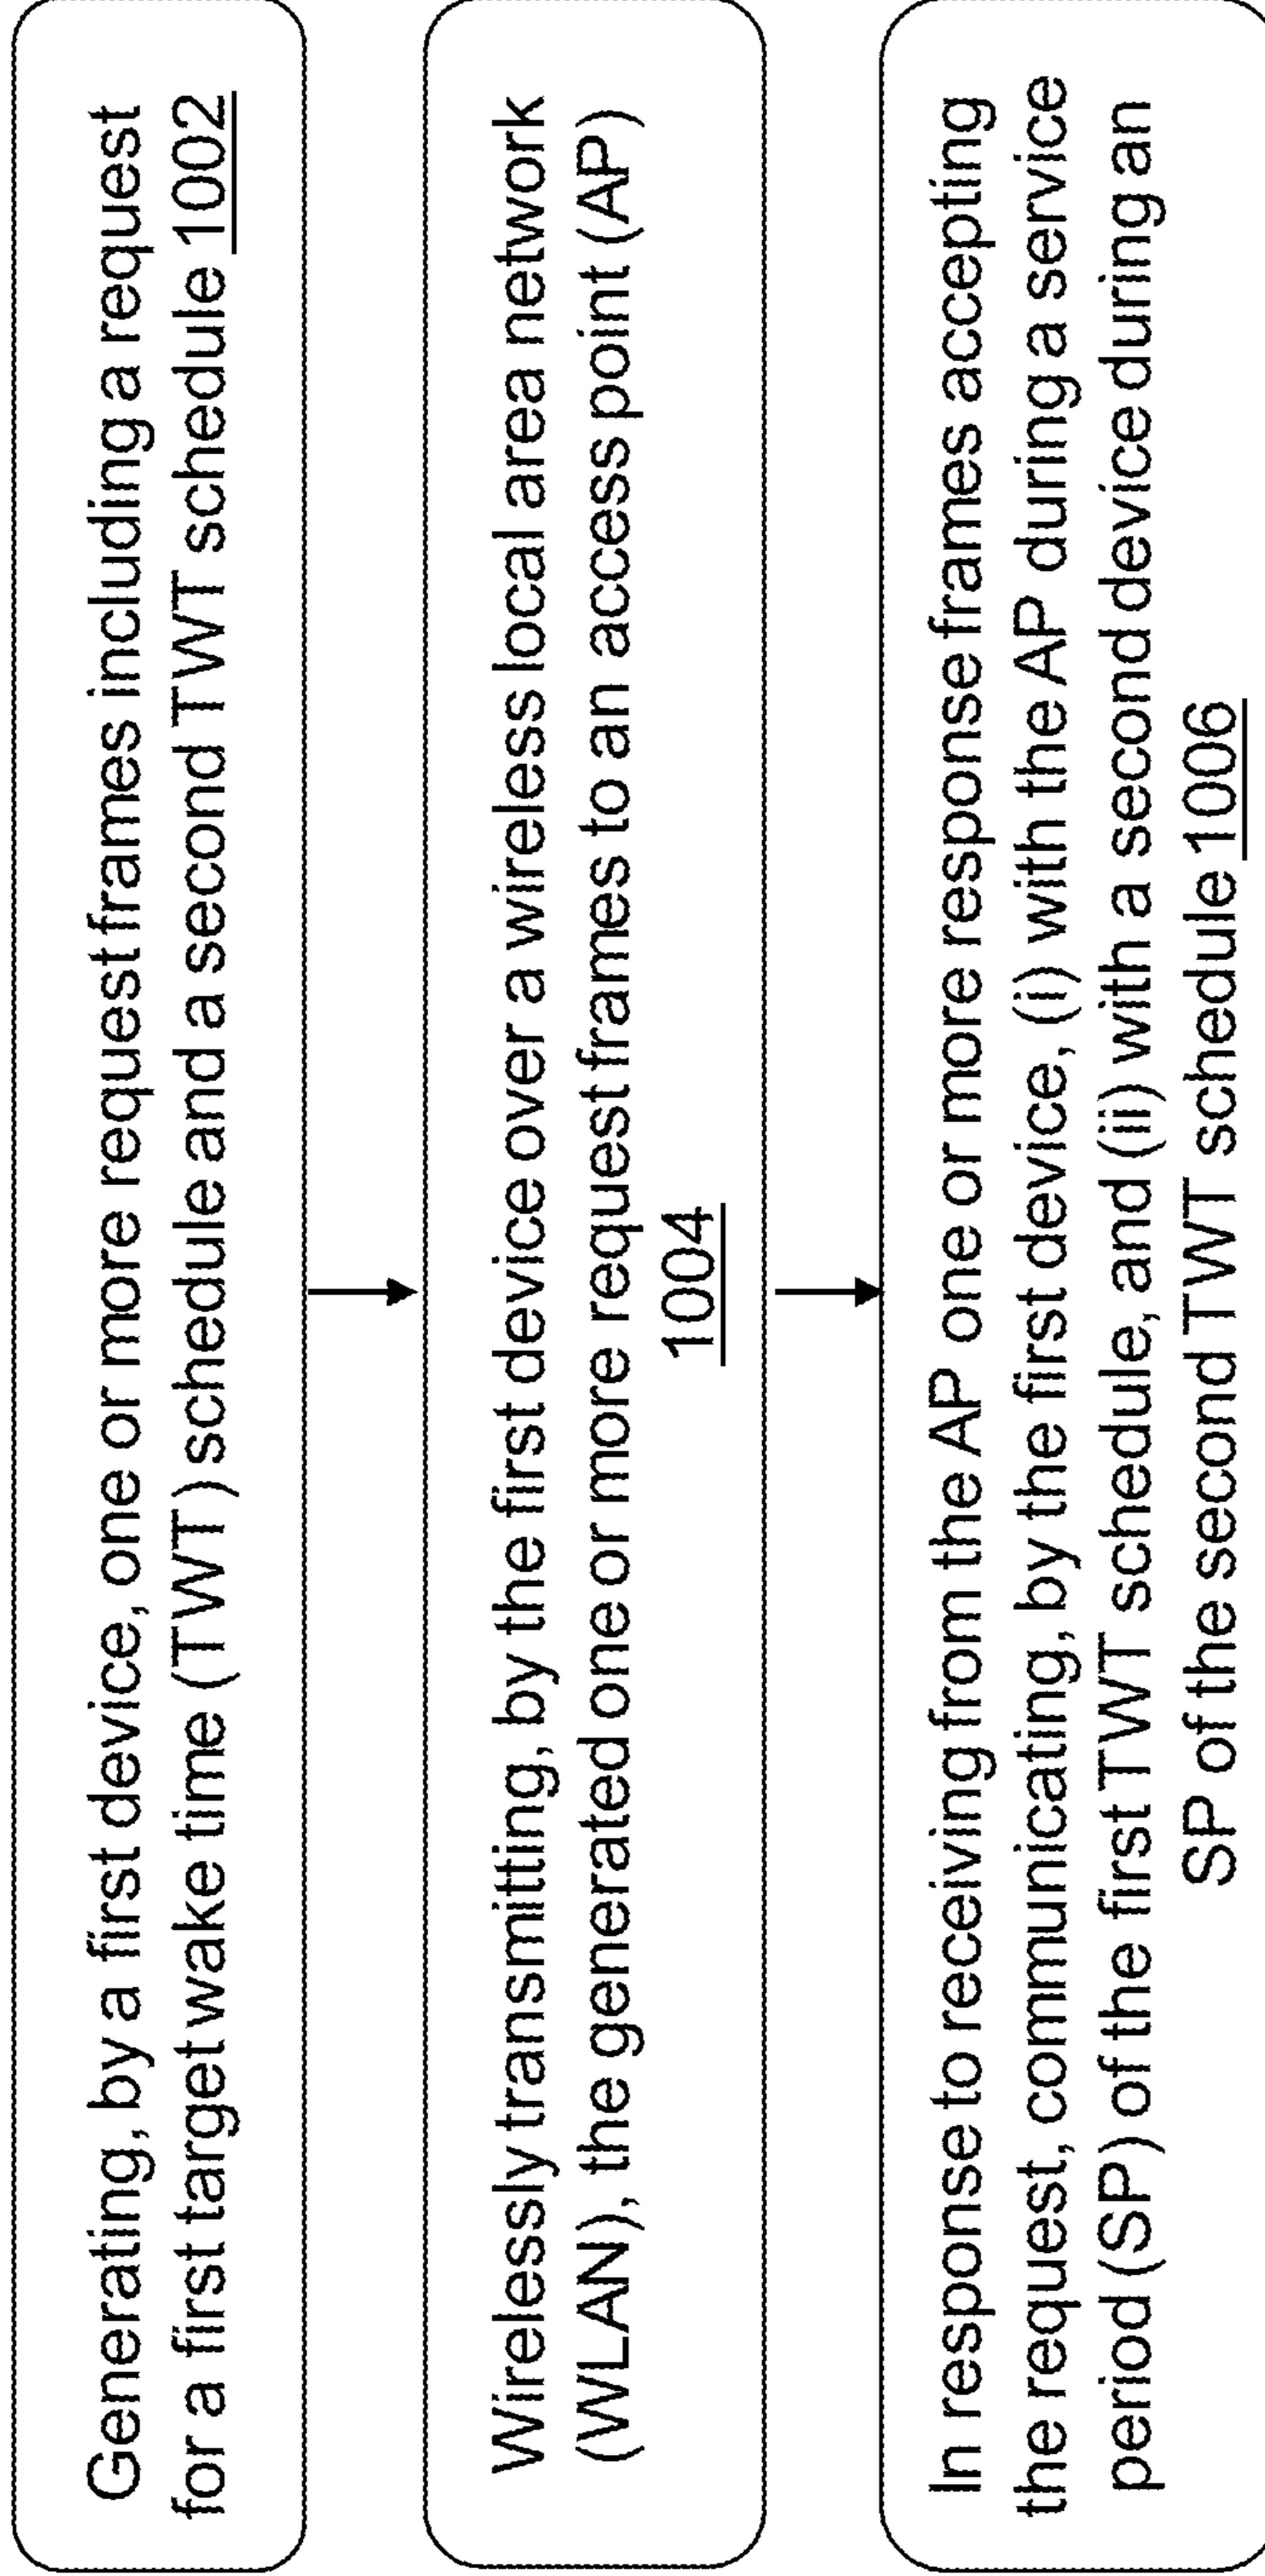 Generating, by a first device, one or more request frames including a request
for a first target wake time (TWT) schedule and a second TWT schedule 1002
Wirelessly transmitting, by the first device over a wireless local area network
(WLAN), the generated one or more request frames to an access point (AP)
1004
In response to receiving from the AP one or more response frames accepting
the request, communicating, by the first device, (i) with the AP during a service
period (SP) of the first TWT schedule, and (ii) with a second device during an
SP of the second TWT schedule 1006